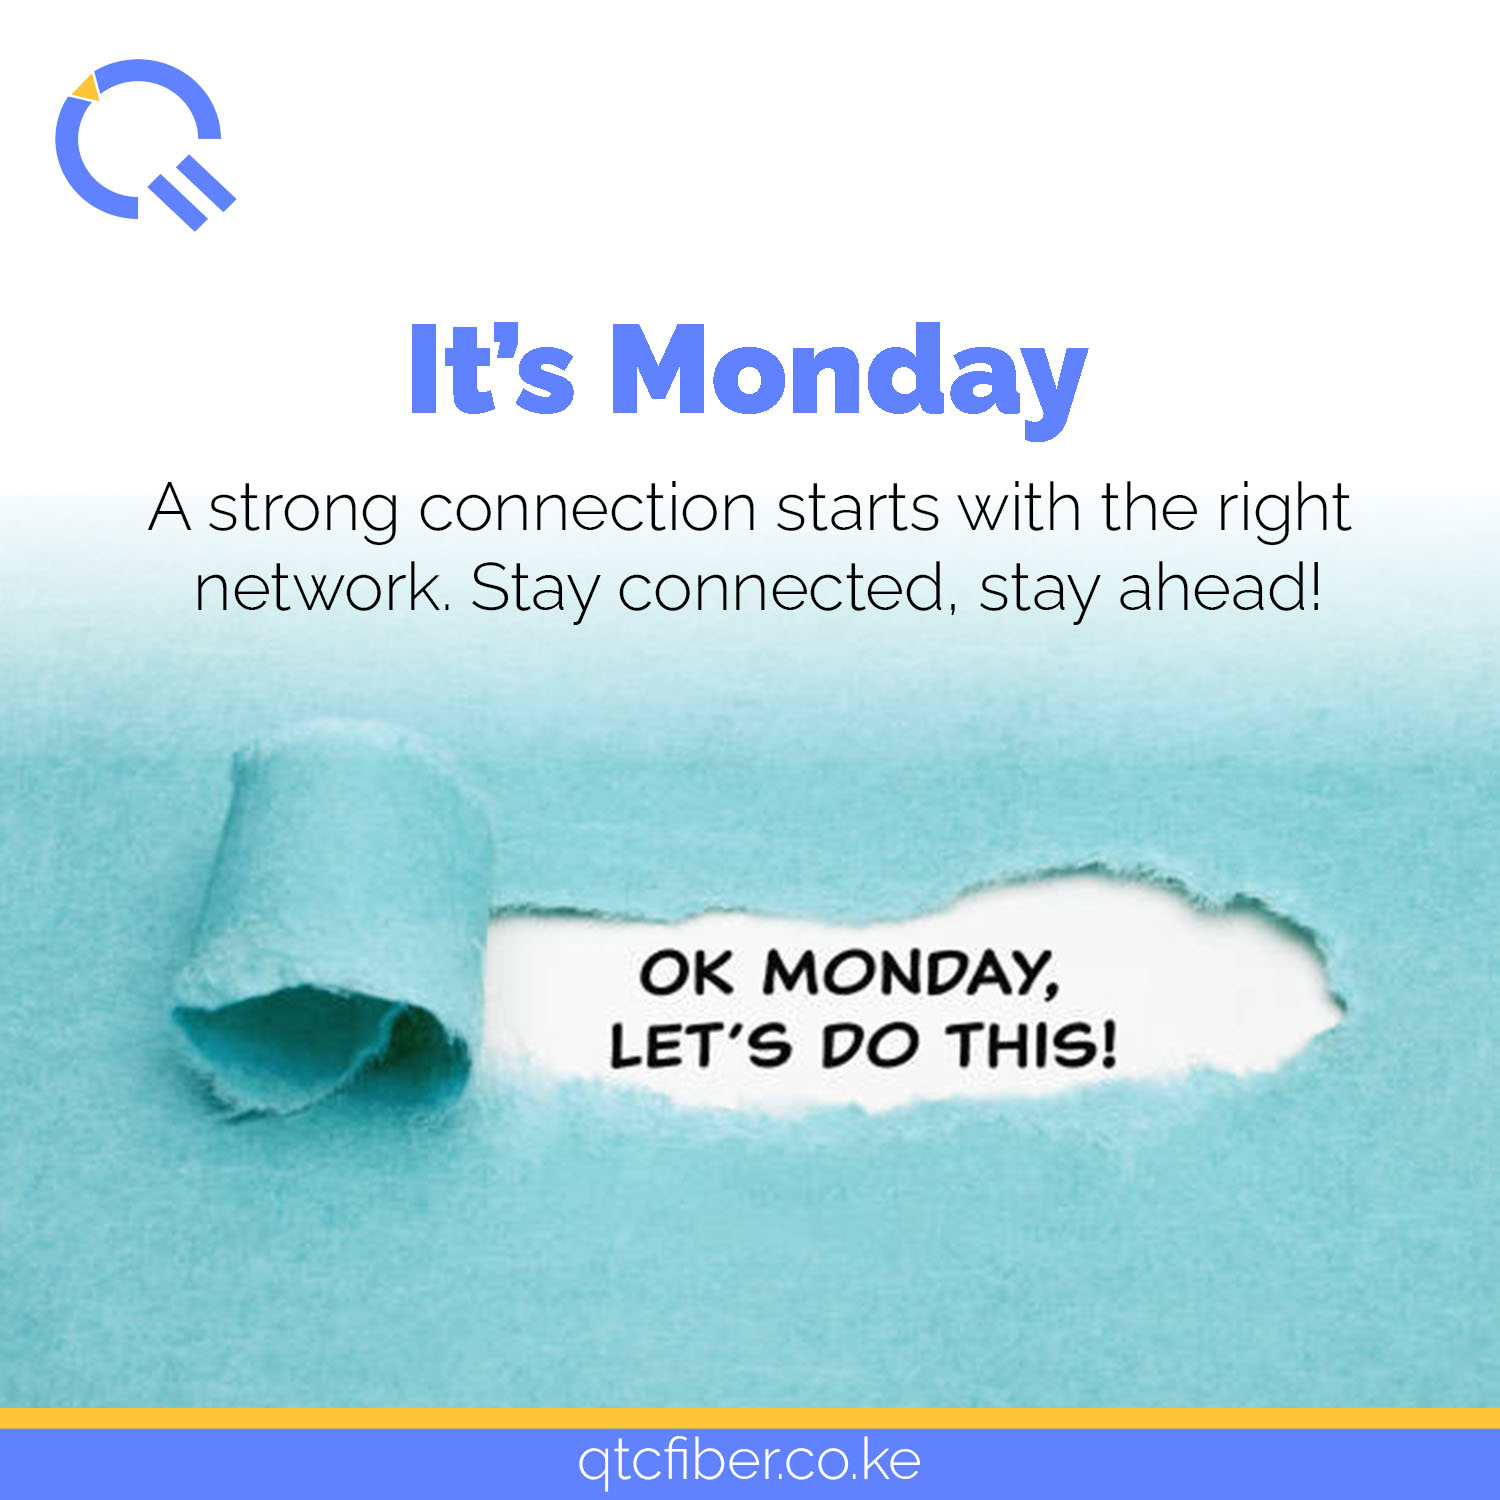 It's Monday
A strong connection starts with the right
network. Stay connected, stay ahead!
OK MONDAY,
LET'S DO THIS!
qtcfiber.co.ke